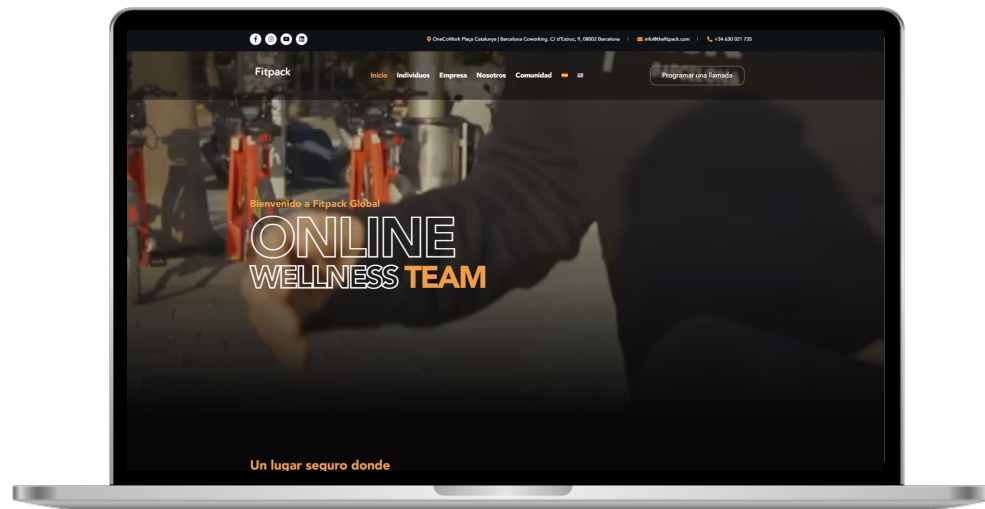 OneCoWork Plaça Catalunya | Barcelona Coworking. C/ d'Estruc, 9, 08002 Barcelona
info@thefitpack.com
+34 630 021 735
Fitpack
Inicio Individuos Empresa Nosotros Comunidad
Programar una llamada
Bienvenido a Fitpack Global
ONLINE
WELLNESS TEAM
Un lugar seguro donde